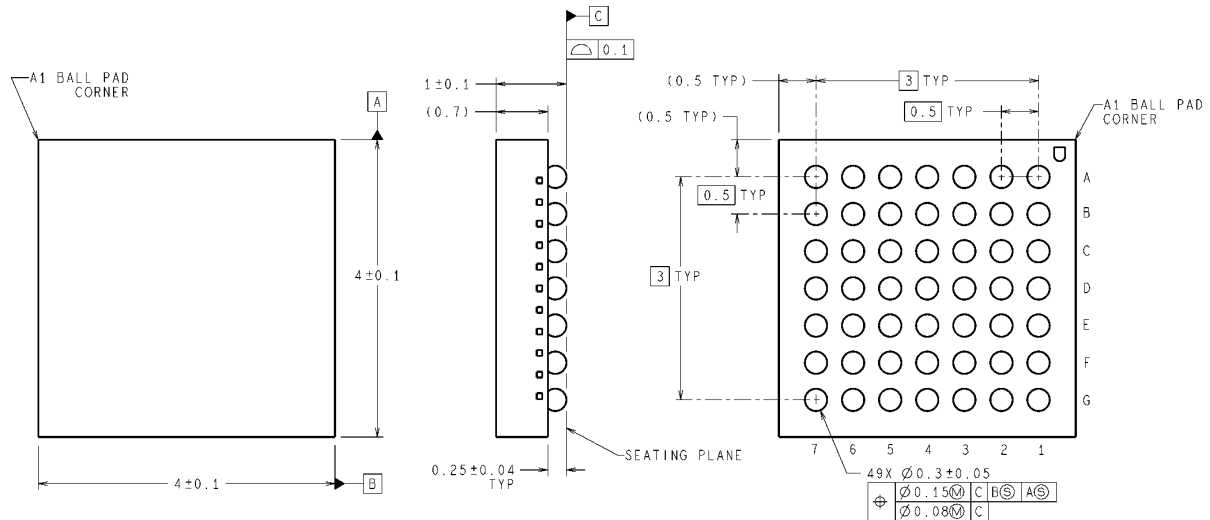 A1 BALL PAD
CORNER
A
4±0.1
4±0.1
B
C
⌓ 0.1
1±0.1
(0.7)
0.25±0.04
TYP
SEATING PLANE
(0.5 TYP)
3 TYP
0.5 TYP
(0.5 TYP)
A1 BALL PAD
CORNER
0.5 TYP
3 TYP
A
B
C
D
E
F
G
7 6 5 4 3 2 1
49X Ø0.3±0.05
⌖ Ø0.15Ⓜ C BⓈ AⓈ
Ø0.08Ⓜ C